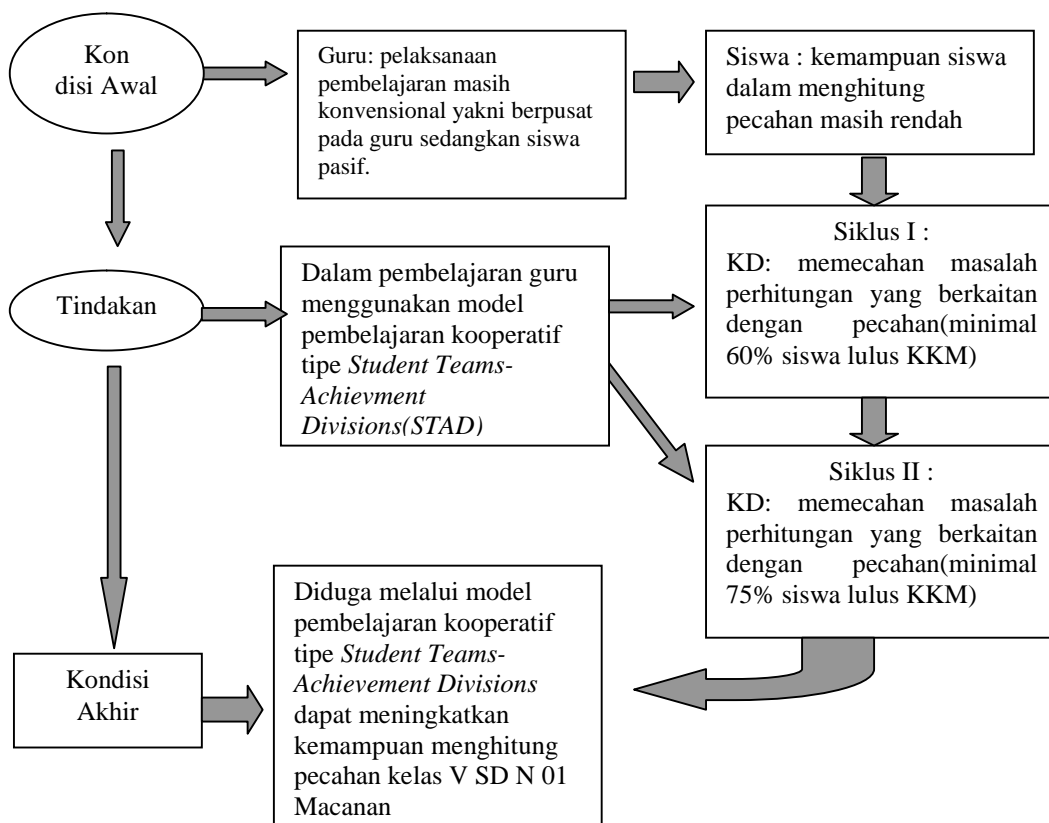 Kon
disi Awal
Guru: pelaksanaan
pembelajaran masih
konvensional yakni berpusat
pada guru sedangkan siswa
pasif.
Siswa : kemampuan siswa
dalam menghitung
pecahan masih rendah
Tindakan
Dalam pembelajaran guru
menggunakan model
pembelajaran kooperatif
tipe Student Teams-
Achievment
Divisions(STAD)
Siklus I :
KD: memecahan masalah
perhitungan yang berkaitan
dengan pecahan(minimal
60% siswa lulus KKM)
Siklus II :
KD: memecahan masalah
perhitungan yang berkaitan
dengan pecahan(minimal
75% siswa lulus KKM)
Kondisi
Akhir
Diduga melalui model
pembelajaran kooperatif
tipe Student Teams-
Achievement Divisions
dapat meningkatkan
kemampuan menghitung
pecahan kelas V SD N 01
Macanan